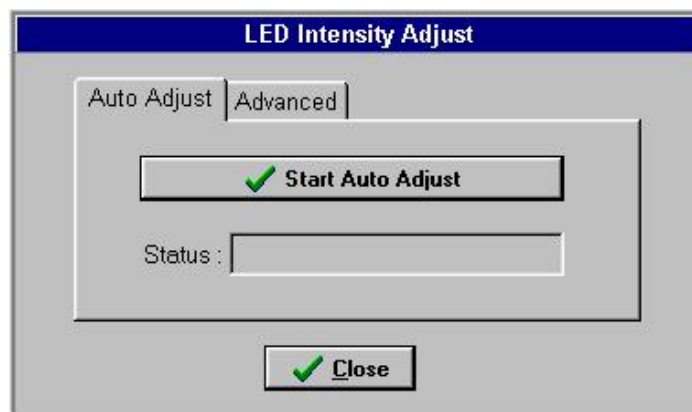 LED Intensity Adjust
Auto Adjust Advanced
Start Auto Adjust
Status :
Close